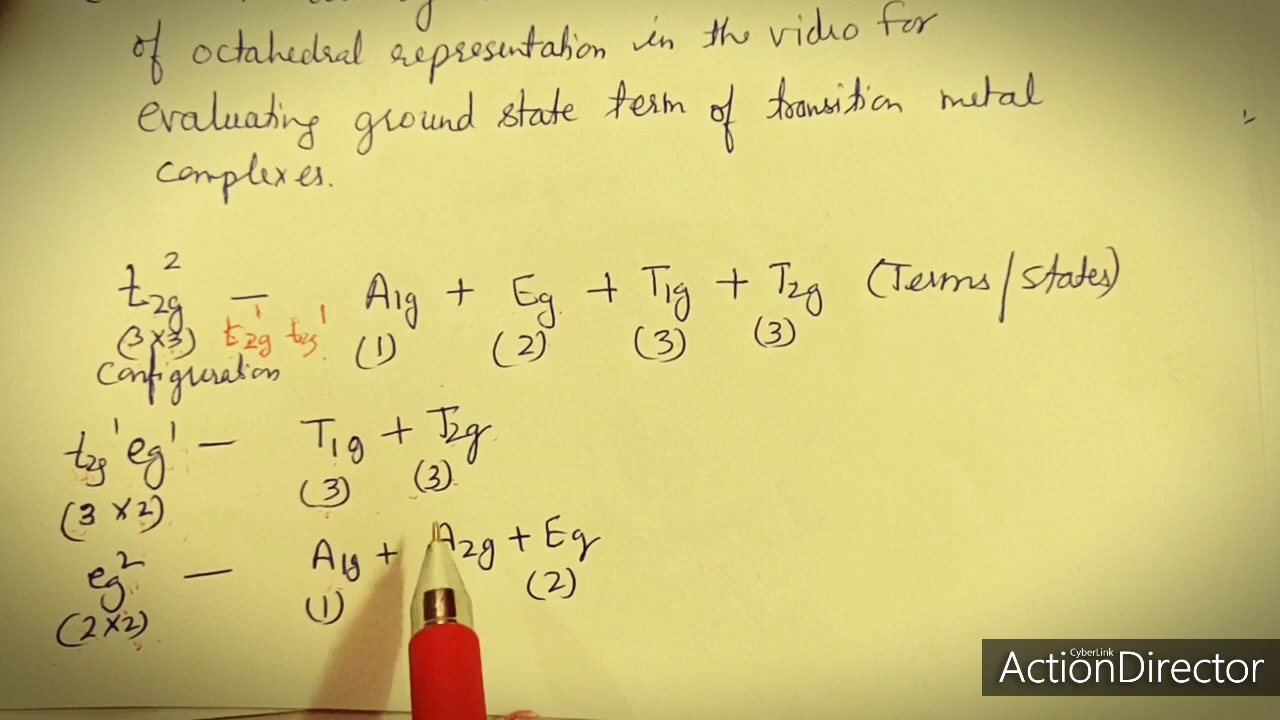 of octahedral representation in the video for
evaluating ground state term of transition metal
complexes.
t₂g² — A₁g + Eg + T₁g + T₂g (Terms/States)
(3×3) t₂g¹ t₂g¹ (1) (2) (3) (3)
Configuration
t₂g¹ eg¹ — T₁g + T₂g
(3×2) (3) (3)
eg² — A₁g + A₂g + Eg
(2×2) (1) (2)
CyberLink
ActionDirector